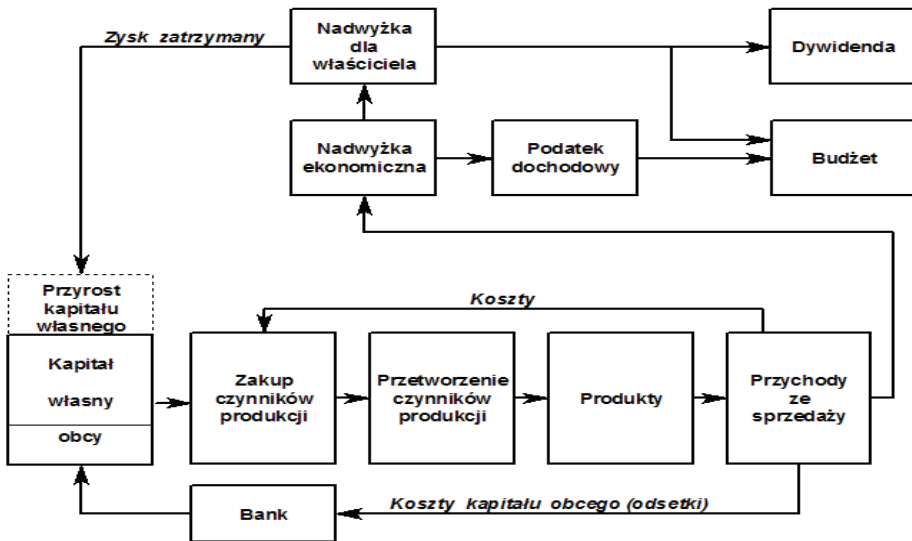 Zysk zatrzymany
Nadwyżka
dla
właściciela
Dywidenda
Nadwyżka
ekonomiczna
Podatek
dochodowy
Budżet
Przyrost
kapitału
własnego
Kapitał
własny
obcy
Koszty
Zakup
czynników
produkcji
Przetworzenie
czynników
produkcji
Produkty
Przychody
ze
sprzedaży
Bank
Koszty kapitału obcego (odsetki)